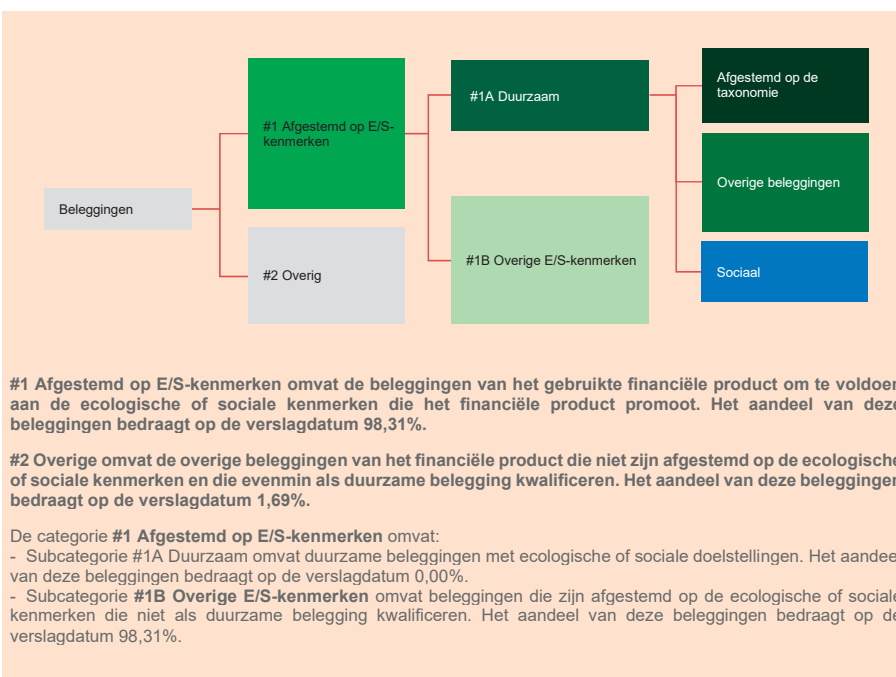 Afgestemd op de
taxonomie
#1A Duurzaam
#1 Afgestemd op E/S-
kenmerken
Overige beleggingen
Beleggingen
#1B Overige E/S-kenmerken
#2 Overig
Sociaal
#1 Afgestemd op E/S-kenmerken omvat de beleggingen van het gebruikte financiële product om te voldoen
aan de ecologische of sociale kenmerken die het financiële product promoot. Het aandeel van deze
beleggingen bedraagt op de verslagdatum 98,31%.
#2 Overige omvat de overige beleggingen van het financiële product die niet zijn afgestemd op de ecologische
of sociale kenmerken en die evenmin als duurzame belegging kwalificeren. Het aandeel van deze beleggingen
bedraagt op de verslagdatum 1,69%.
De categorie #1 Afgestemd op E/S-kenmerken omvat:
- Subcategorie #1A Duurzaam omvat duurzame beleggingen met ecologische of sociale doelstellingen. Het aandeel
van deze beleggingen bedraagt op de verslagdatum 0,00%.
- Subcategorie #1B Overige E/S-kenmerken omvat beleggingen die zijn afgestemd op de ecologische of sociale
kenmerken die niet als duurzame belegging kwalificeren. Het aandeel van deze beleggingen bedraagt op de
verslagdatum 98,31%.